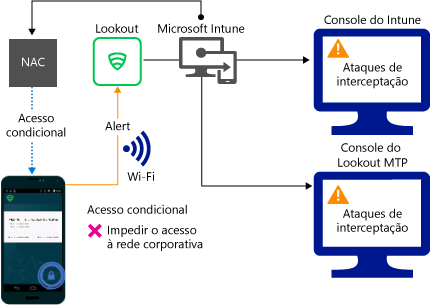 Lookout
Microsoft Intune
Console do Intune
NAC
Ataques de
interceptação
Acesso
condicional
Alert
Wi-Fi
Console do
Lookout MTP
Ataques de
interceptação
Acesso condicional
Impedir o acesso
à rede corporativa